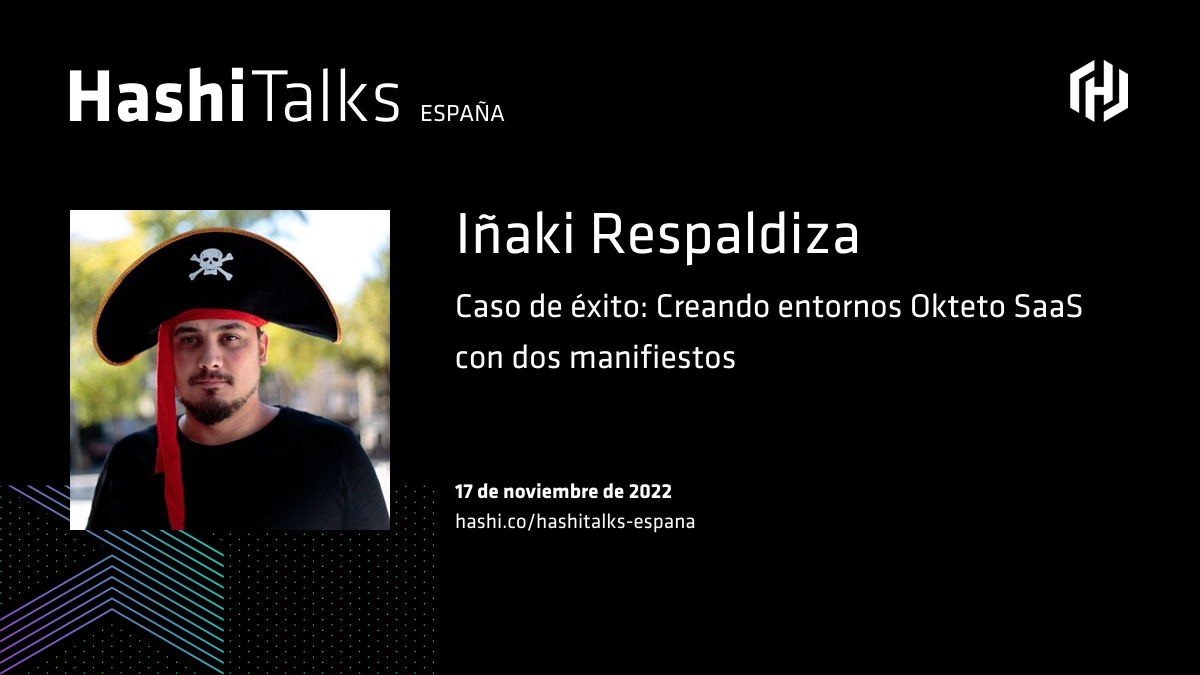 HashiTalks ESPAÑA
Iñaki Respaldiza
Caso de éxito: Creando entornos Okteto SaaS
con dos manifiestos
17 de noviembre de 2022
hashi.co/hashitalks-espana